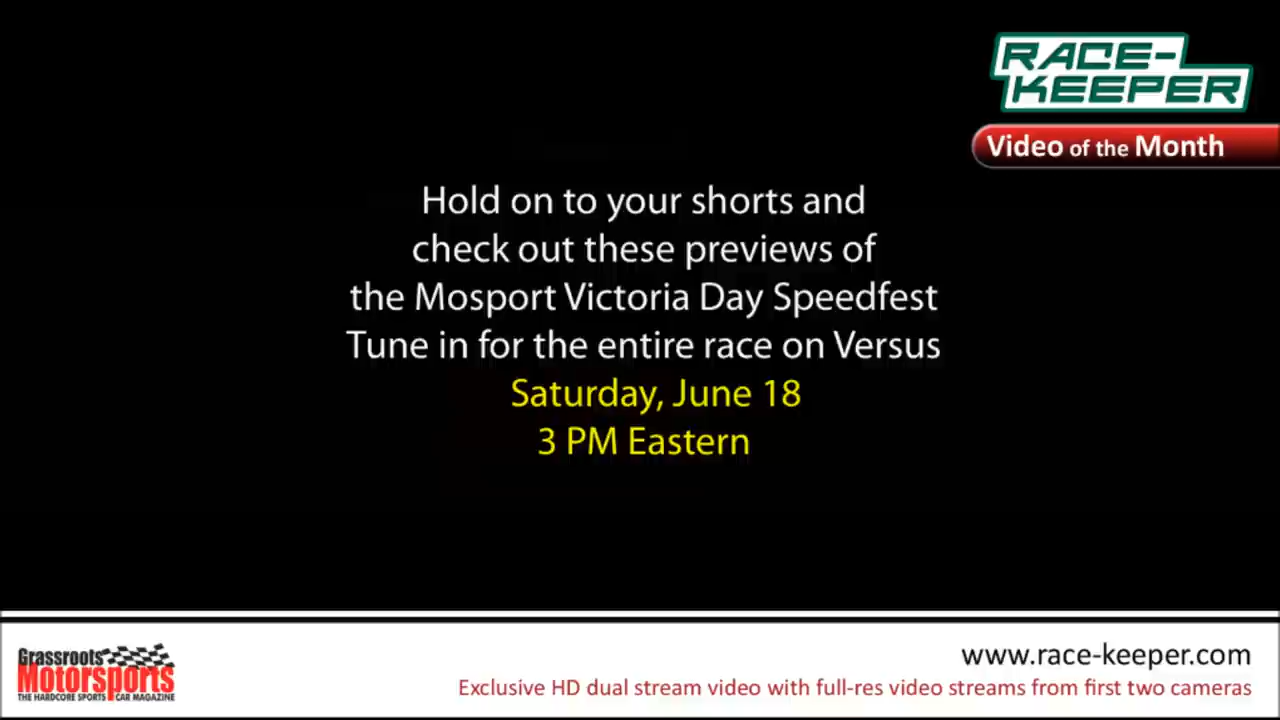 RACE-
KEEPER
Video of the Month
Hold on to your shorts and
check out these previews of
the Mosport Victoria Day Speedfest
Tune in for the entire race on Versus
Saturday, June 18
3 PM Eastern
Grassroots
Motorsports
THE HARDCORE SPORTS CAR MAGAZINE
www.race-keeper.com
Exclusive HD dual stream video with full-res video streams from first two cameras